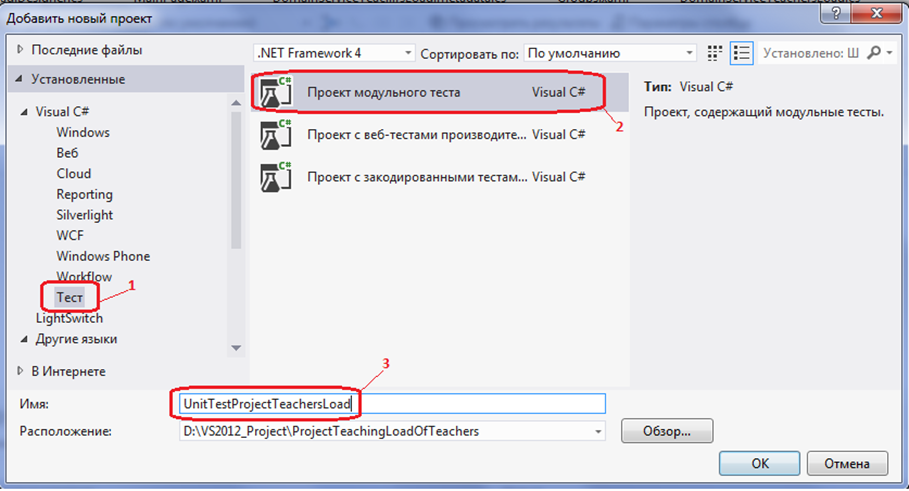 Добавить новый проект
Последние файлы
.NET Framework 4
Сортировать по:
По умолчанию
Установлено: Ш
Установленные
Visual C#
Windows
Веб
Cloud
Reporting
Silverlight
WCF
Windows Phone
Workflow
Тест
LightSwitch
Другие языки
В Интернете
1
Проект модульного теста Visual C#
2
Проект с веб-тестами производите... Visual C#
Проект с закодированными тестам... Visual C#
Тип: Visual C#
Проект, содержащий модульные тесты.
3
Имя:
UnitTestProjectTeachersLoad
Расположение:
D:\VS2012_Project\ProjectTeachingLoadOfTeachers
Обзор...
ОК
Отмена